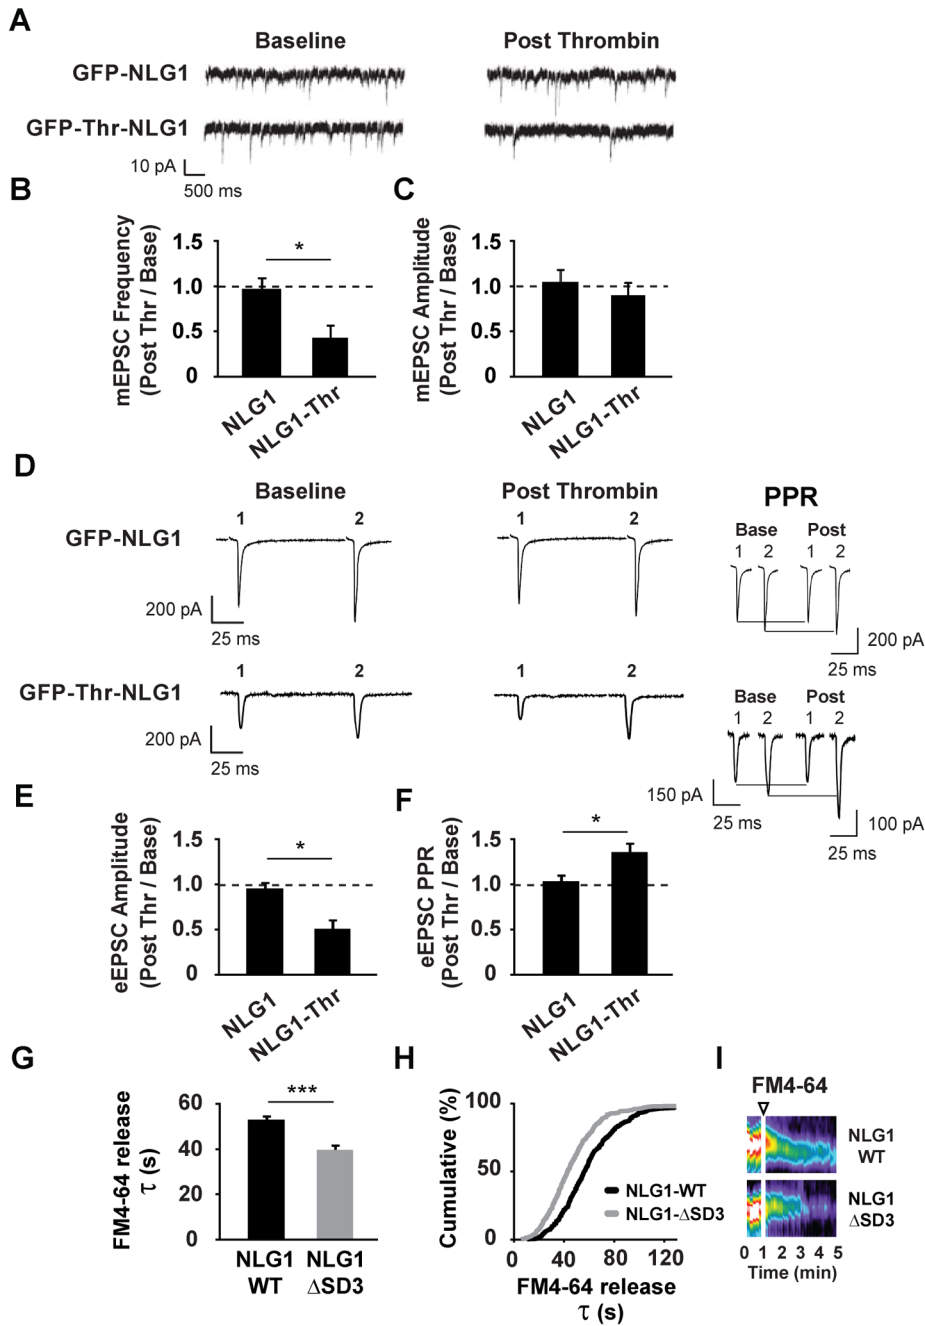 A
Baseline
Post Thrombin
GFP-NLG1
GFP-Thr-NLG1
10 pA
500 ms
B
mEPSC Frequency
(Post Thr / Base)
1.5
1.0
0.5
0
*
NLG1
NLG1-Thr
C
mEPSC Amplitude
(Post Thr / Base)
1.5
1.0
0.5
0
NLG1
NLG1-Thr
D
Baseline
Post Thrombin
PPR
GFP-NLG1
1
2
1
2
200 pA
25 ms
Base
Post
1 2
1 2
200 pA
25 ms
GFP-Thr-NLG1
1
2
1
2
200 pA
25 ms
Base
Post
1 2
1 2
150 pA
25 ms
100 pA
25 ms
E
eEPSC Amplitude
(Post Thr / Base)
1.5
1.0
0.5
0
*
NLG1
NLG1-Thr
F
eEPSC PPR
(Post Thr / Base)
1.5
1.0
0.5
0
*
NLG1
NLG1-Thr
G
FM4-64 release
τ (s)
60
40
20
0
***
NLG1
WT
NLG1
ΔSD3
H
Cumulative (%)
100
50
0
NLG1-WT
NLG1-ΔSD3
40
80
120
FM4-64 release
τ (s)
I
FM4-64
NLG1
WT
NLG1
ΔSD3
0 1 2 3 4 5
Time (min)